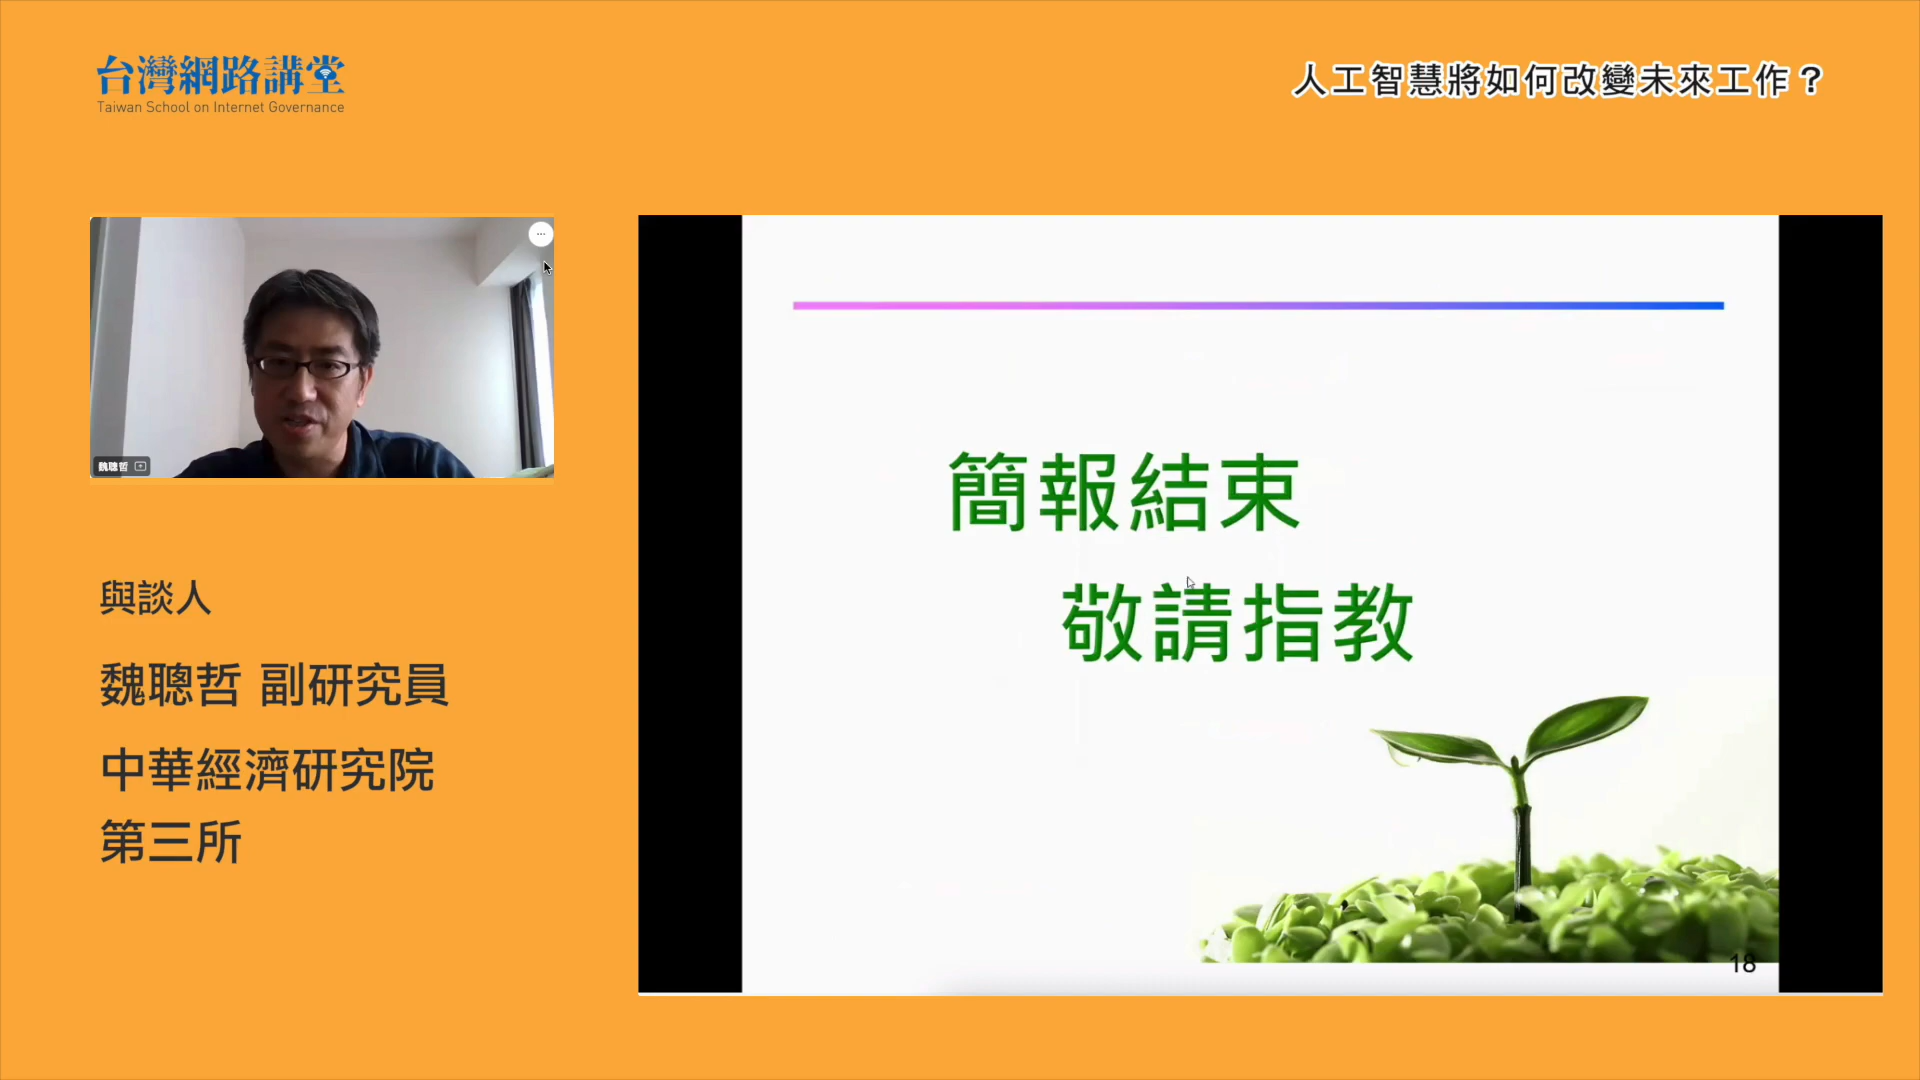 台灣網路講堂
Taiwan School on Internet Governance
人工智慧將如何改變未來工作？
魏聰哲
與談人
魏聰哲 副研究員
中華經濟研究院
第三所
簡報結束
敬請指教
18